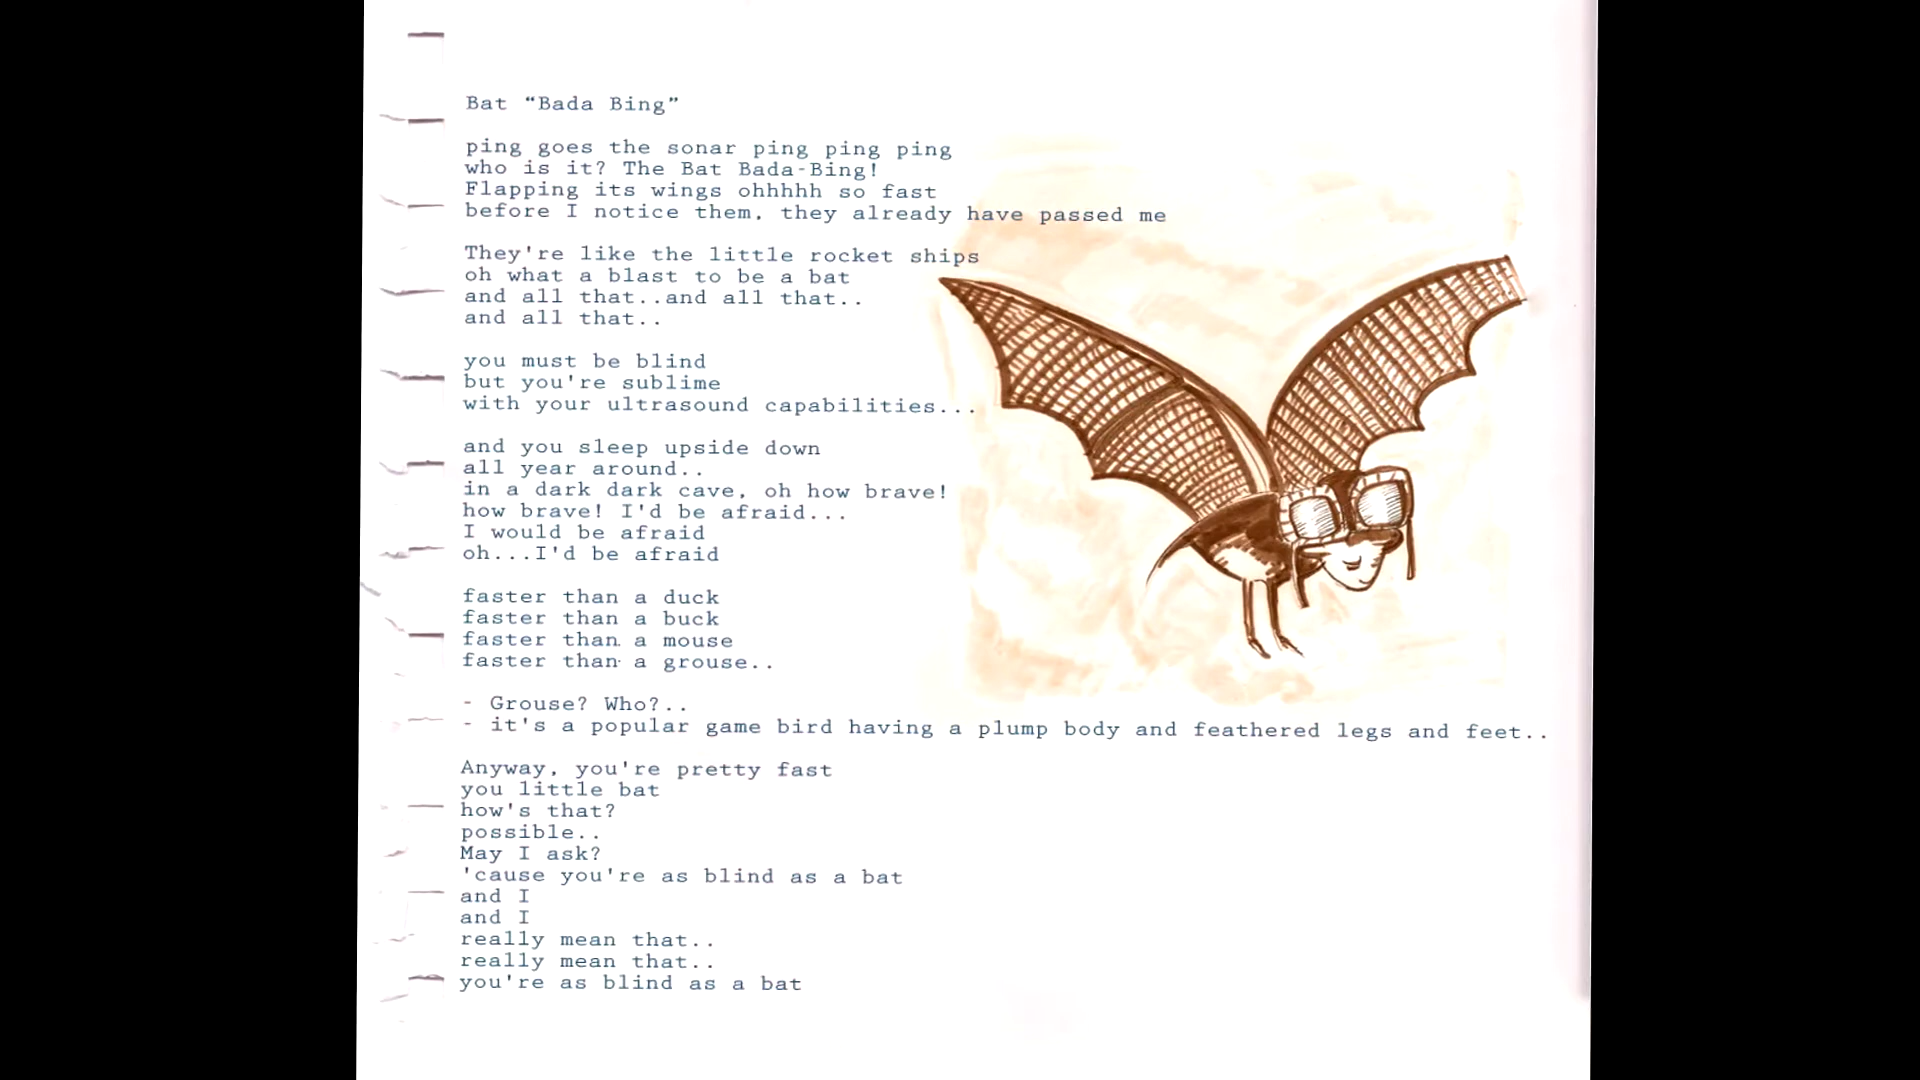 Bat “Bada Bing”
ping goes the sonar ping ping ping
who is it? The Bat Bada-Bing!
Flapping its wings ohhhhh so fast
before I notice them, they already have passed me
They're like the little rocket ships
oh what a blast to be a bat
and all that..and all that..
and all that..
you must be blind
but you're sublime
with your ultrasound capabilities...
and you sleep upside down
all year around..
in a dark dark cave, oh how brave!
how brave! I'd be afraid...
I would be afraid
oh...I'd be afraid
faster than a duck
faster than a buck
faster than a mouse
faster than a grouse..
- Grouse? Who?..
- it's a popular game bird having a plump body and feathered legs and feet..
Anyway, you're pretty fast
you little bat
how's that?
possible..
May I ask?
'cause you're as blind as a bat
and I
and I
really mean that..
really mean that..
you're as blind as a bat